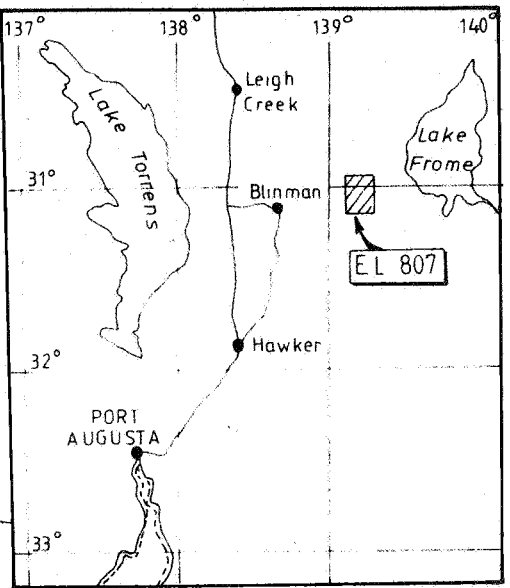 137°
138°
139°
140°
Leigh
Creek
Lake
Torrens
Lake
Frome
31°
Blinman
EL 807
Hawker
32°
PORT
AUGUSTA
33°